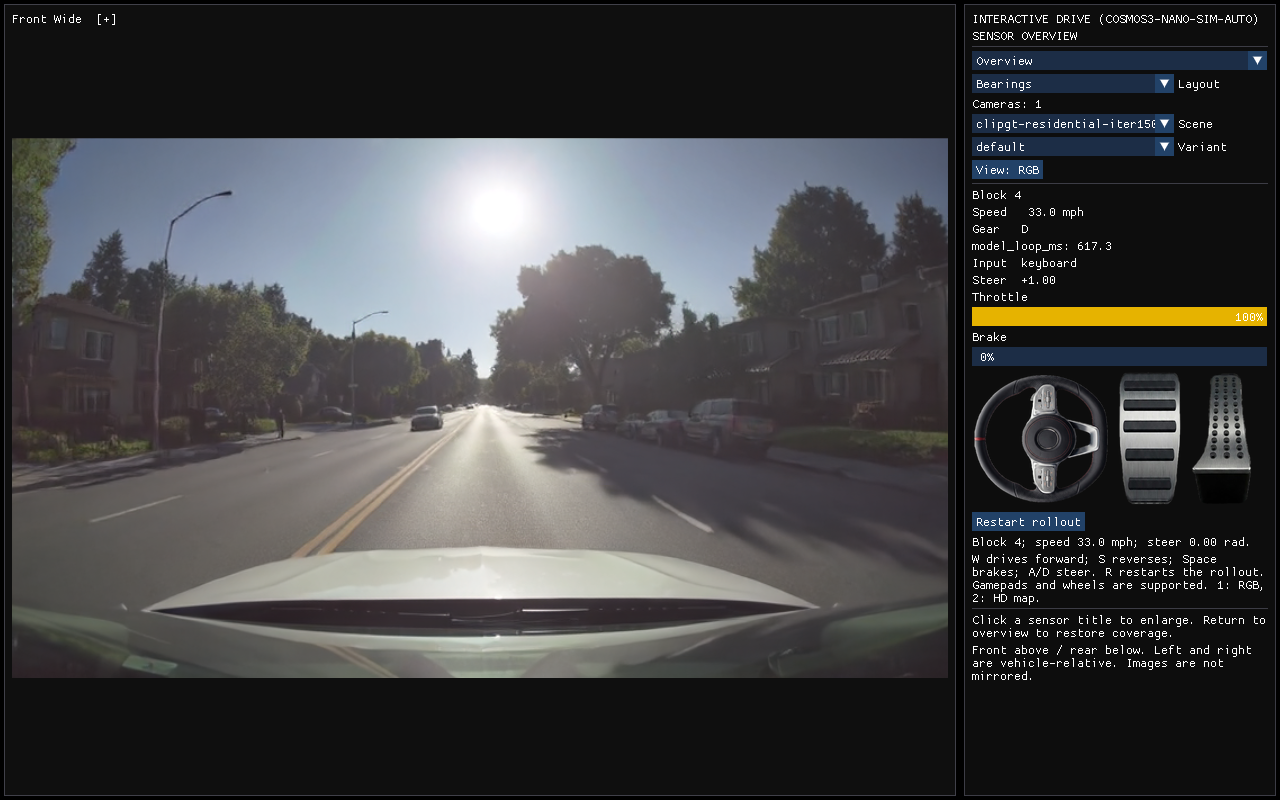 Front Wide [+]
INTERACTIVE DRIVE (COSMOS3-NANO-SIM-AUTO)
SENSOR OVERVIEW
Overview
Bearings Layout
Cameras: 1
clipgt-residential-iter150 Scene
default Variant
View: RGB
Block 4
Speed 33.0 mph
Gear D
model_loop_ms: 617.3
Input keyboard
Steer +1.00
Throttle
100%
Brake
0%
Restart rollout
Block 4; speed 33.0 mph; steer 0.00 rad.
W drives forward; S reverses; Space
brakes; A/D steer. R restarts the rollout.
Gamepads and wheels are supported. 1: RGB,
2: HD map.
Click a sensor title to enlarge. Return to
overview to restore coverage.
Front above / rear below. Left and right
are vehicle-relative. Images are not
mirrored.